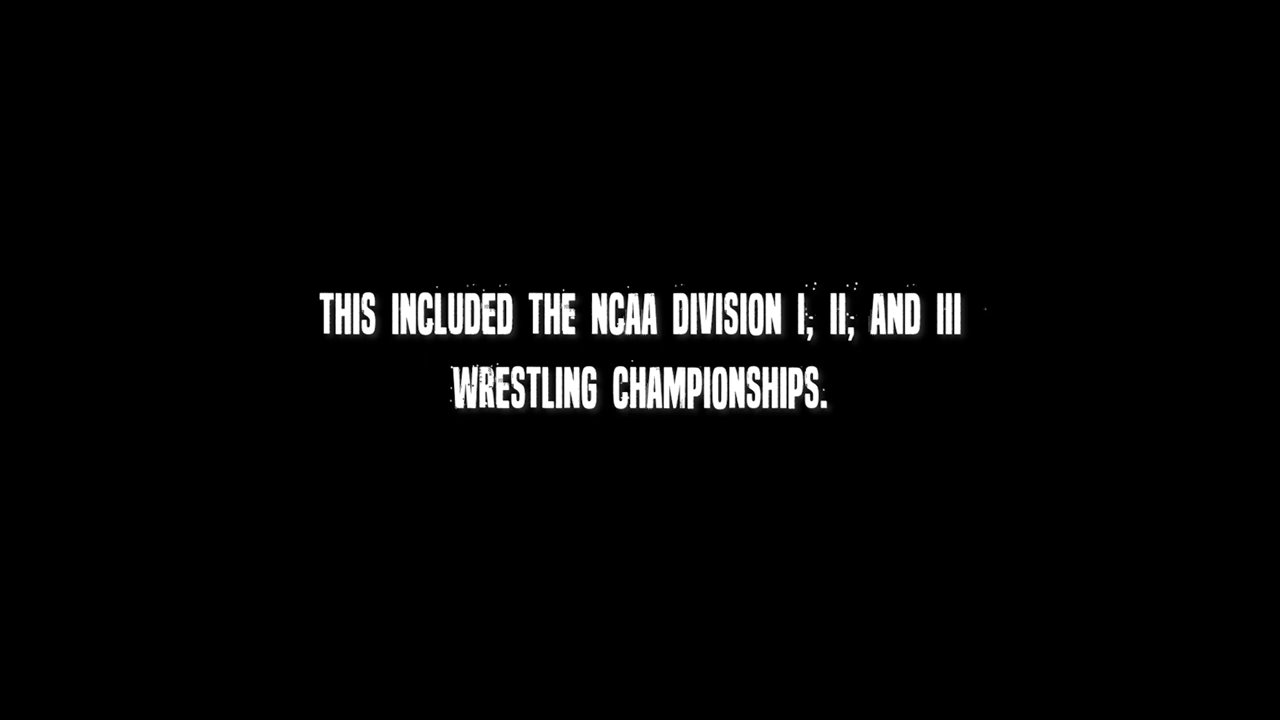 THIS INCLUDED THE NCAA DIVISION I, II, AND III
WRESTLING CHAMPIONSHIPS.